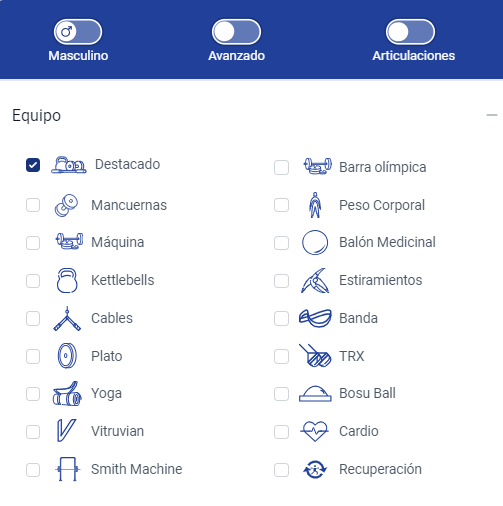 Masculino
Avanzado
Articulaciones
Equipo
Destacado
Barra olímpica
Mancuernas
Peso Corporal
Máquina
Balón Medicinal
Kettlebells
Estiramientos
Cables
Banda
Plato
TRX
Yoga
Bosu Ball
Vitruvian
Cardio
Smith Machine
Recuperación